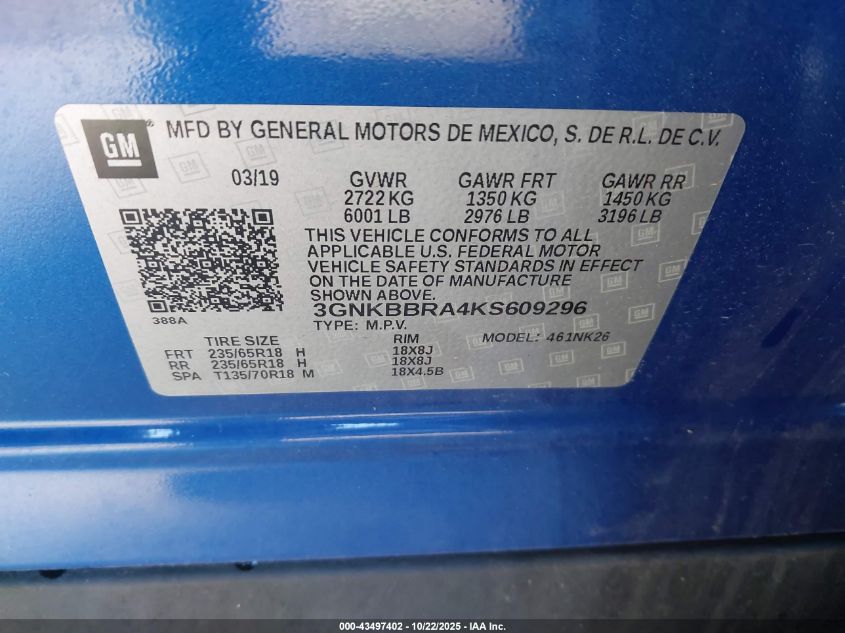 GM ® MFD BY GENERAL MOTORS DE MEXICO, S. DE R.L. DE C.V.
03/19 GVWR GAWR FRT GAWR RR
2722 KG 1350 KG 1450 KG
6001 LB 2976 LB 3196 LB
THIS VEHICLE CONFORMS TO ALL
APPLICABLE U.S. FEDERAL MOTOR
VEHICLE SAFETY STANDARDS IN EFFECT
ON THE DATE OF MANUFACTURE
SHOWN ABOVE.
3GNKBBRA4KS609296
388A
TYPE: M.P.V. MODEL: 461NK26
TIRE SIZE RIM
FRT 235/65R18 H 18X8J
RR 235/65R18 H 18X8J
SPA T135/70R18 M 18X4.5B
000-43497402 - 10/22/2025 - IAA Inc.